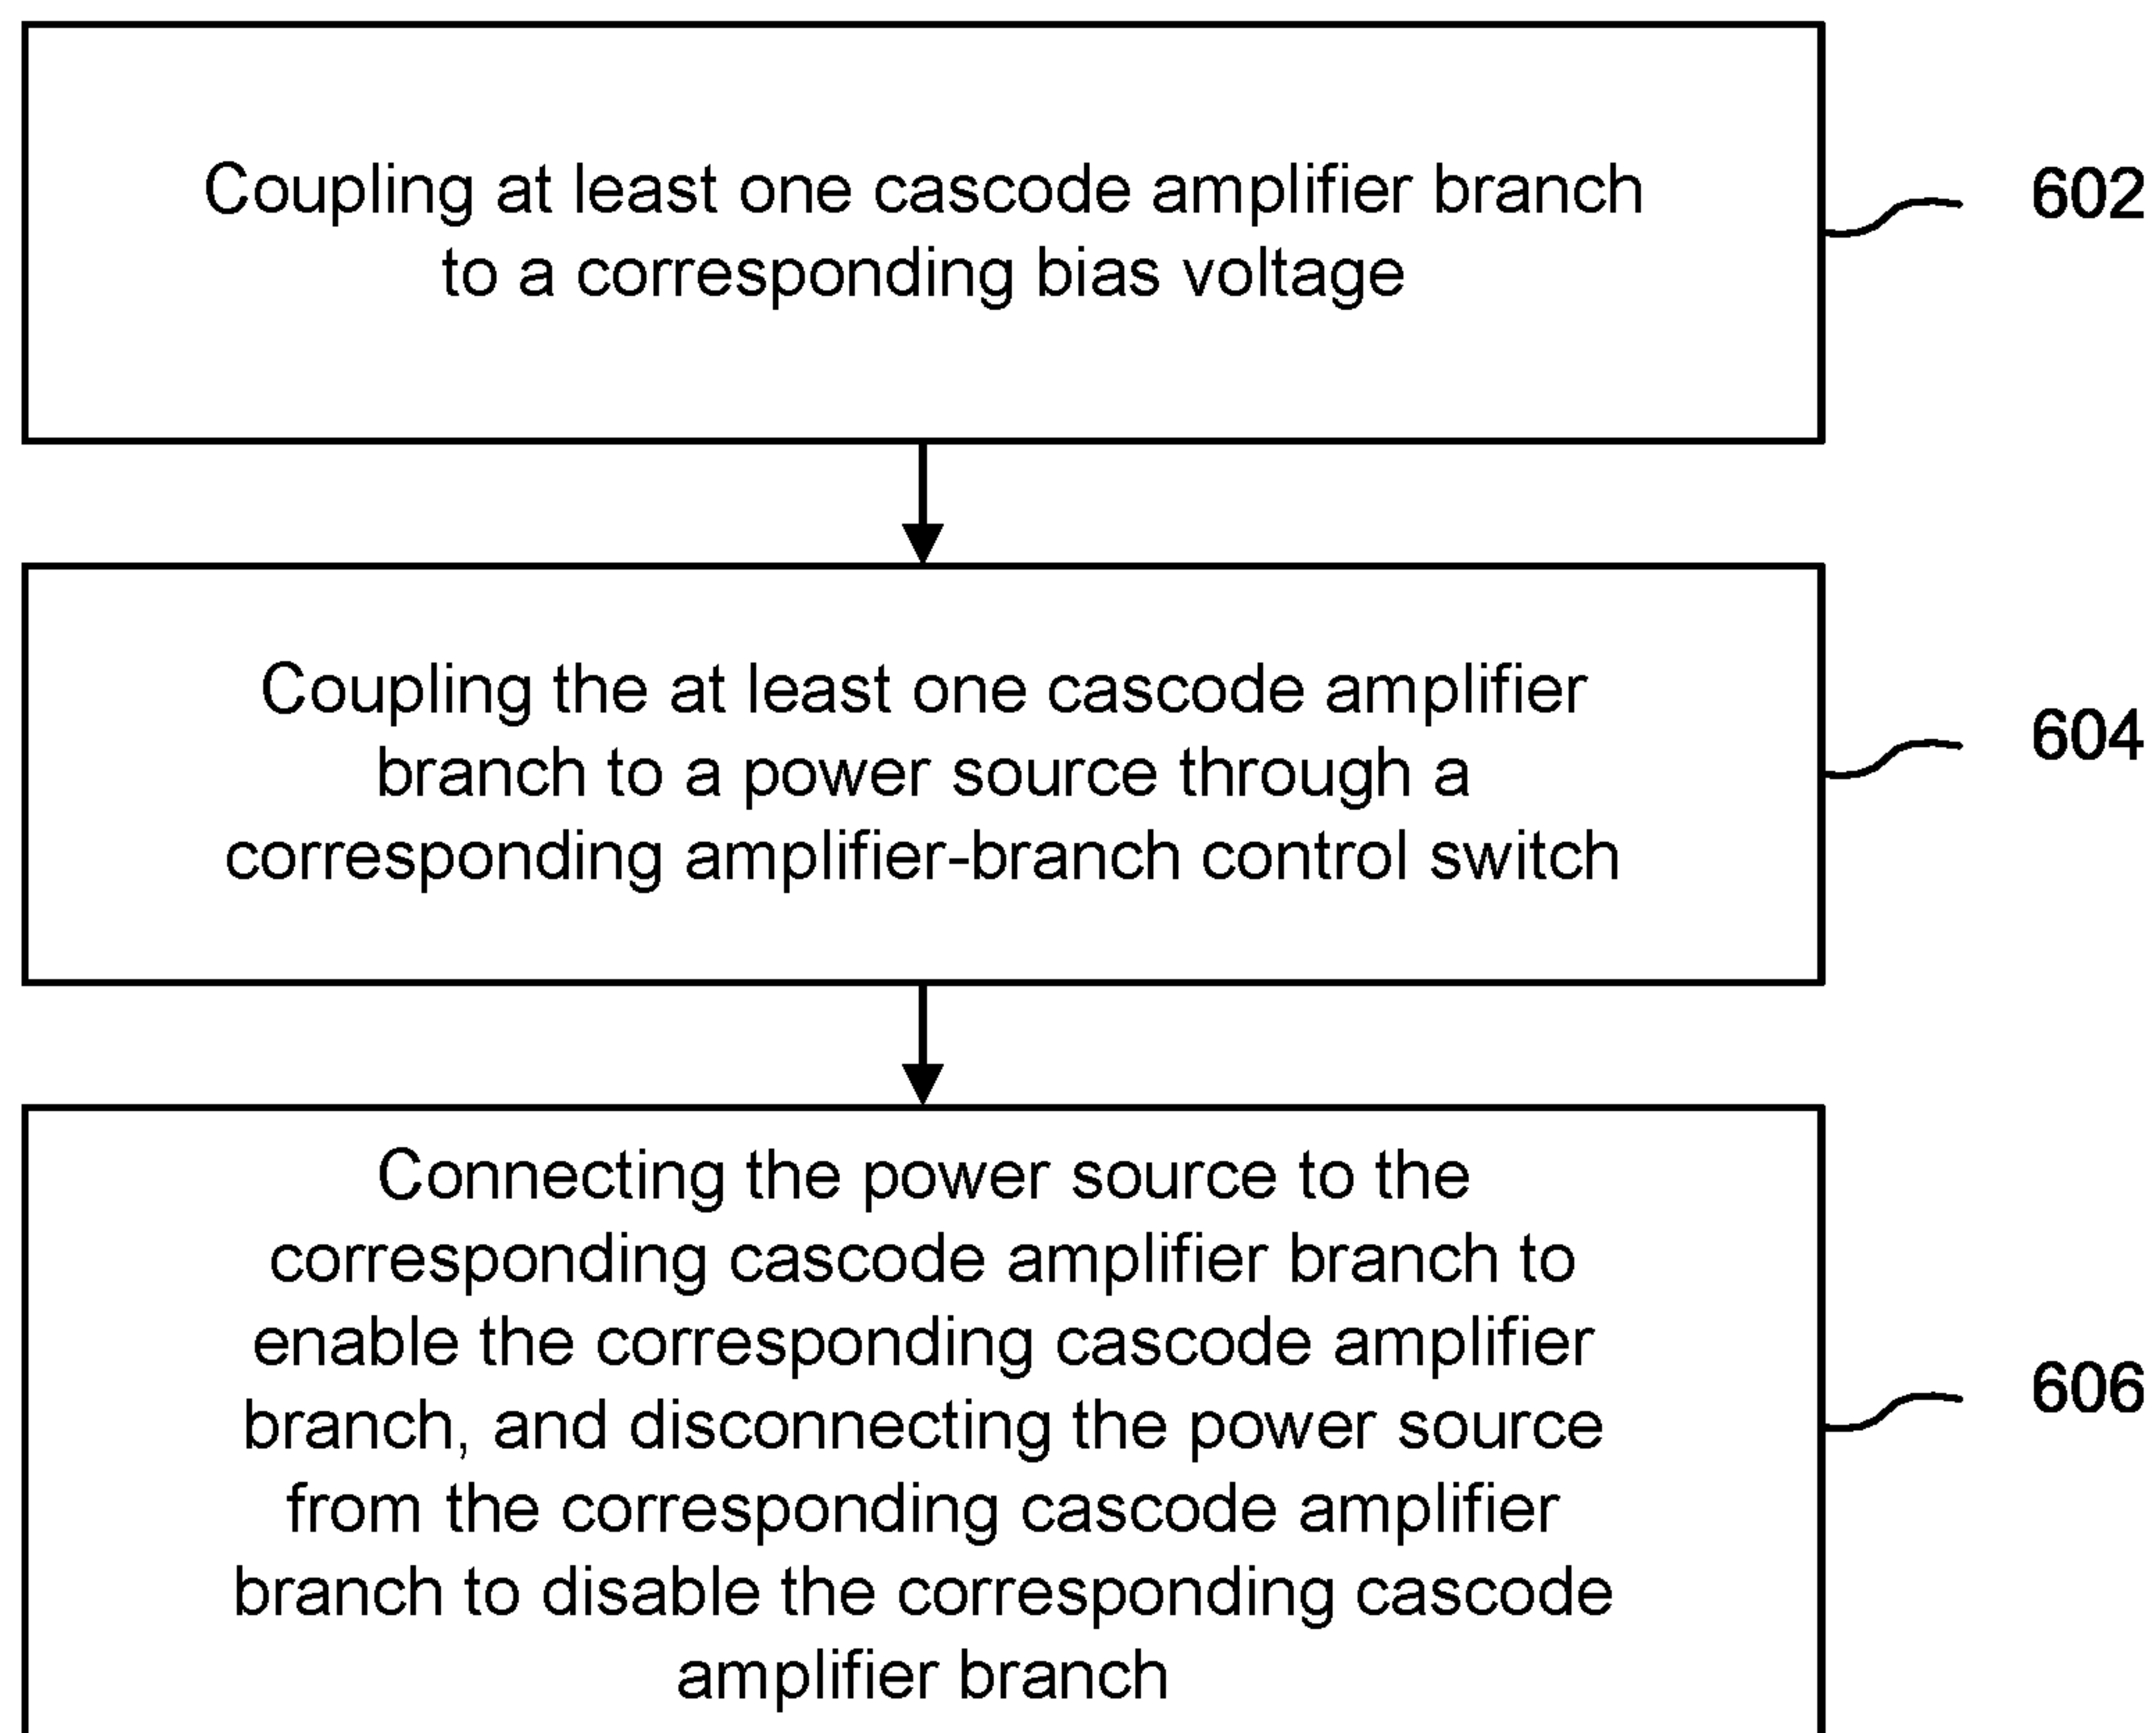 Coupling at least one cascode amplifier branch
to a corresponding bias voltage
602
Coupling the at least one cascode amplifier
branch to a power source through a
corresponding amplifier-branch control switch
604
Connecting the power source to the
corresponding cascode amplifier branch to
enable the corresponding cascode amplifier
branch, and disconnecting the power source
from the corresponding cascode amplifier
branch to disable the corresponding cascode
amplifier branch
606